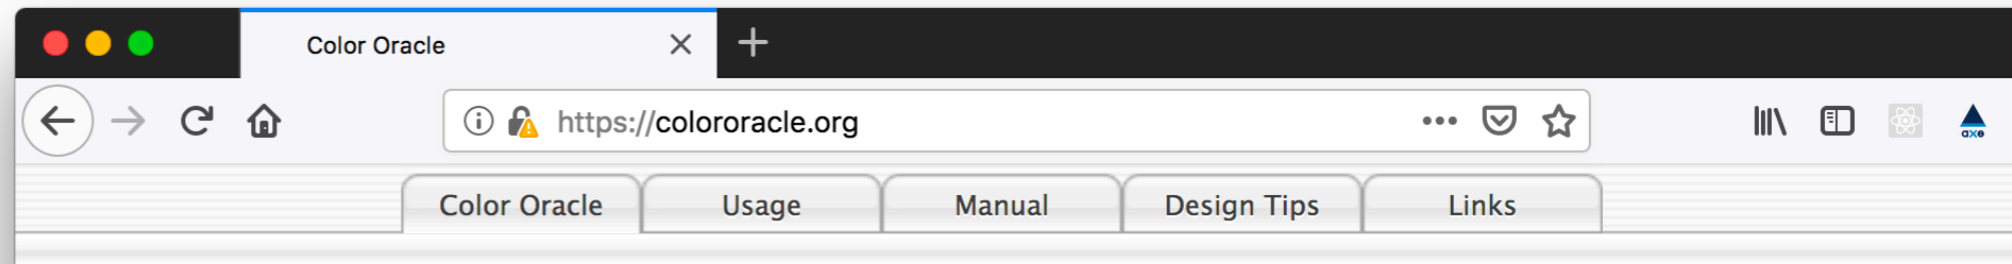 Color Oracle
https://colororacle.org
axe
Color Oracle Usage Manual Design Tips Links